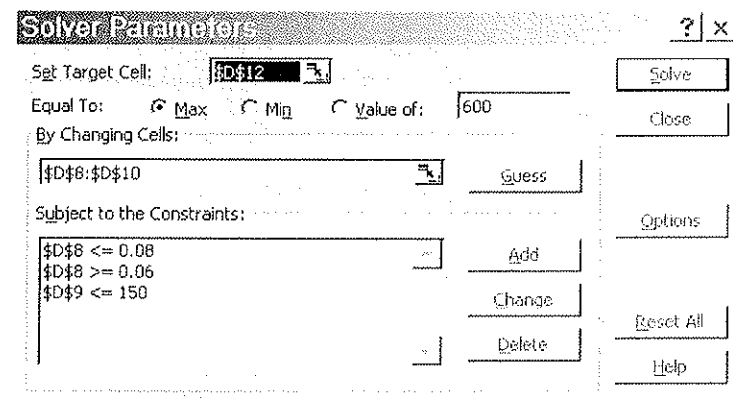 Solver Parameters
? ×
Set Target Cell: $D$12
Solve
Equal To: Max Min Value of: 600
Close
By Changing Cells:
$D$8:$D$10
Guess
Subject to the Constraints:
Options
$D$8 <= 0.08
Add
$D$8 >= 0.06
$D$9 <= 150
Change
Reset All
Delete
Help